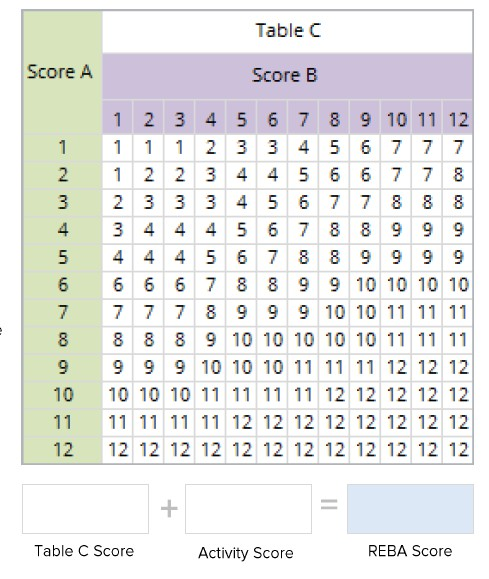 Table C
Score A
Score B
1 2 3 4 5 6 7 8 9 10 11 12
1 1 1 1 2 3 3 4 5 6 7 7 7
2 1 2 2 3 4 4 5 6 6 7 7 8
3 2 3 3 3 4 5 6 7 7 8 8 8
4 3 4 4 4 5 6 7 8 8 9 9 9
5 4 4 4 5 6 7 8 8 9 9 9 9
6 6 6 6 7 8 8 9 9 10 10 10 10
7 7 7 7 8 9 9 9 10 10 11 11 11
8 8 8 8 9 10 10 10 10 10 11 11 11
9 9 9 9 10 10 10 11 11 11 12 12 12
10 10 10 10 11 11 11 11 12 12 12 12 12
11 11 11 11 11 12 12 12 12 12 12 12 12
12 12 12 12 12 12 12 12 12 12 12 12 12
+ =
Table C Score Activity Score REBA Score